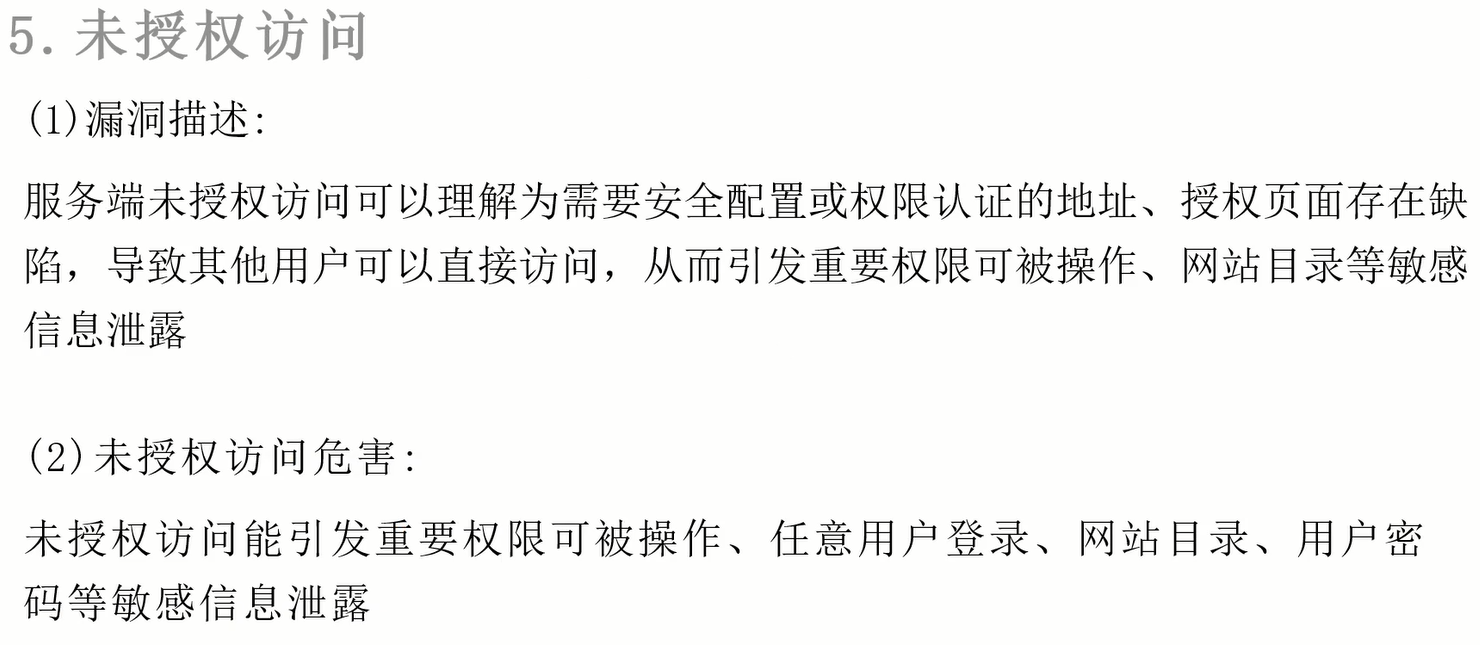 5. 未授权访问
(1)漏洞描述:
服务端未授权访问可以理解为需要安全配置或权限认证的地址、授权页面存在缺
陷，导致其他用户可以直接访问，从而引发重要权限可被操作、网站目录等敏感
信息泄露
(2)未授权访问危害:
未授权访问能引发重要权限可被操作、任意用户登录、网站目录、用户密
码等敏感信息泄露